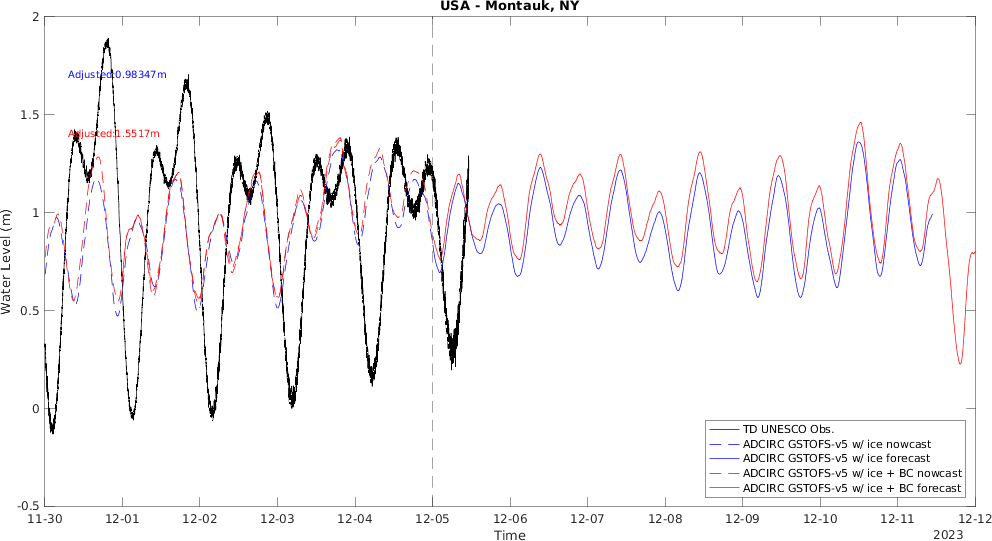 USA - Montauk, NY
2
1.5
1
0.5
0
-0.5
Water Level (m)
Adjusted:0.98347m
Adjusted:1.5517m
TD UNESCO Obs.
ADCIRC GSTOFS-v5 w/ ice nowcast
ADCIRC GSTOFS-v5 w/ ice forecast
ADCIRC GSTOFS-v5 w/ ice + BC nowcast
ADCIRC GSTOFS-v5 w/ ice + BC forecast
11-30 12-01 12-02 12-03 12-04 12-05 12-06 12-07 12-08 12-09 12-10 12-11 12-12
Time
2023